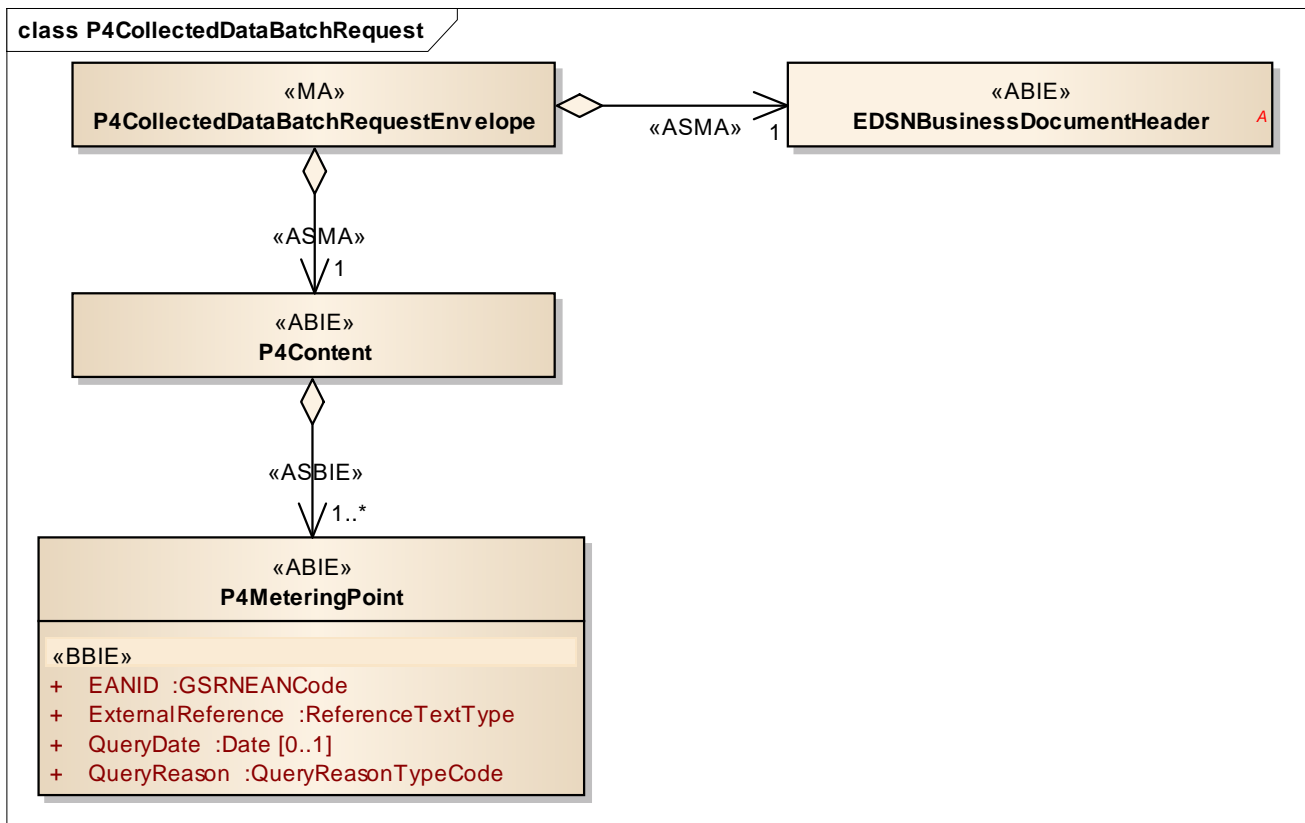 class P4CollectedDataBatchRequest
«MA»
P4CollectedDataBatchRequestEnvelope
«ASMA»
1
«ABIE»
EDSNBusinessDocumentHeader
A
«ASMA»
1
«ABIE»
P4Content
«ASBIE»
1..*
«ABIE»
P4MeteringPoint
«BBIE»
+ EANID :GSRNEANCode
+ ExternalReference :ReferenceTextType
+ QueryDate :Date [0..1]
+ QueryReason :QueryReasonTypeCode